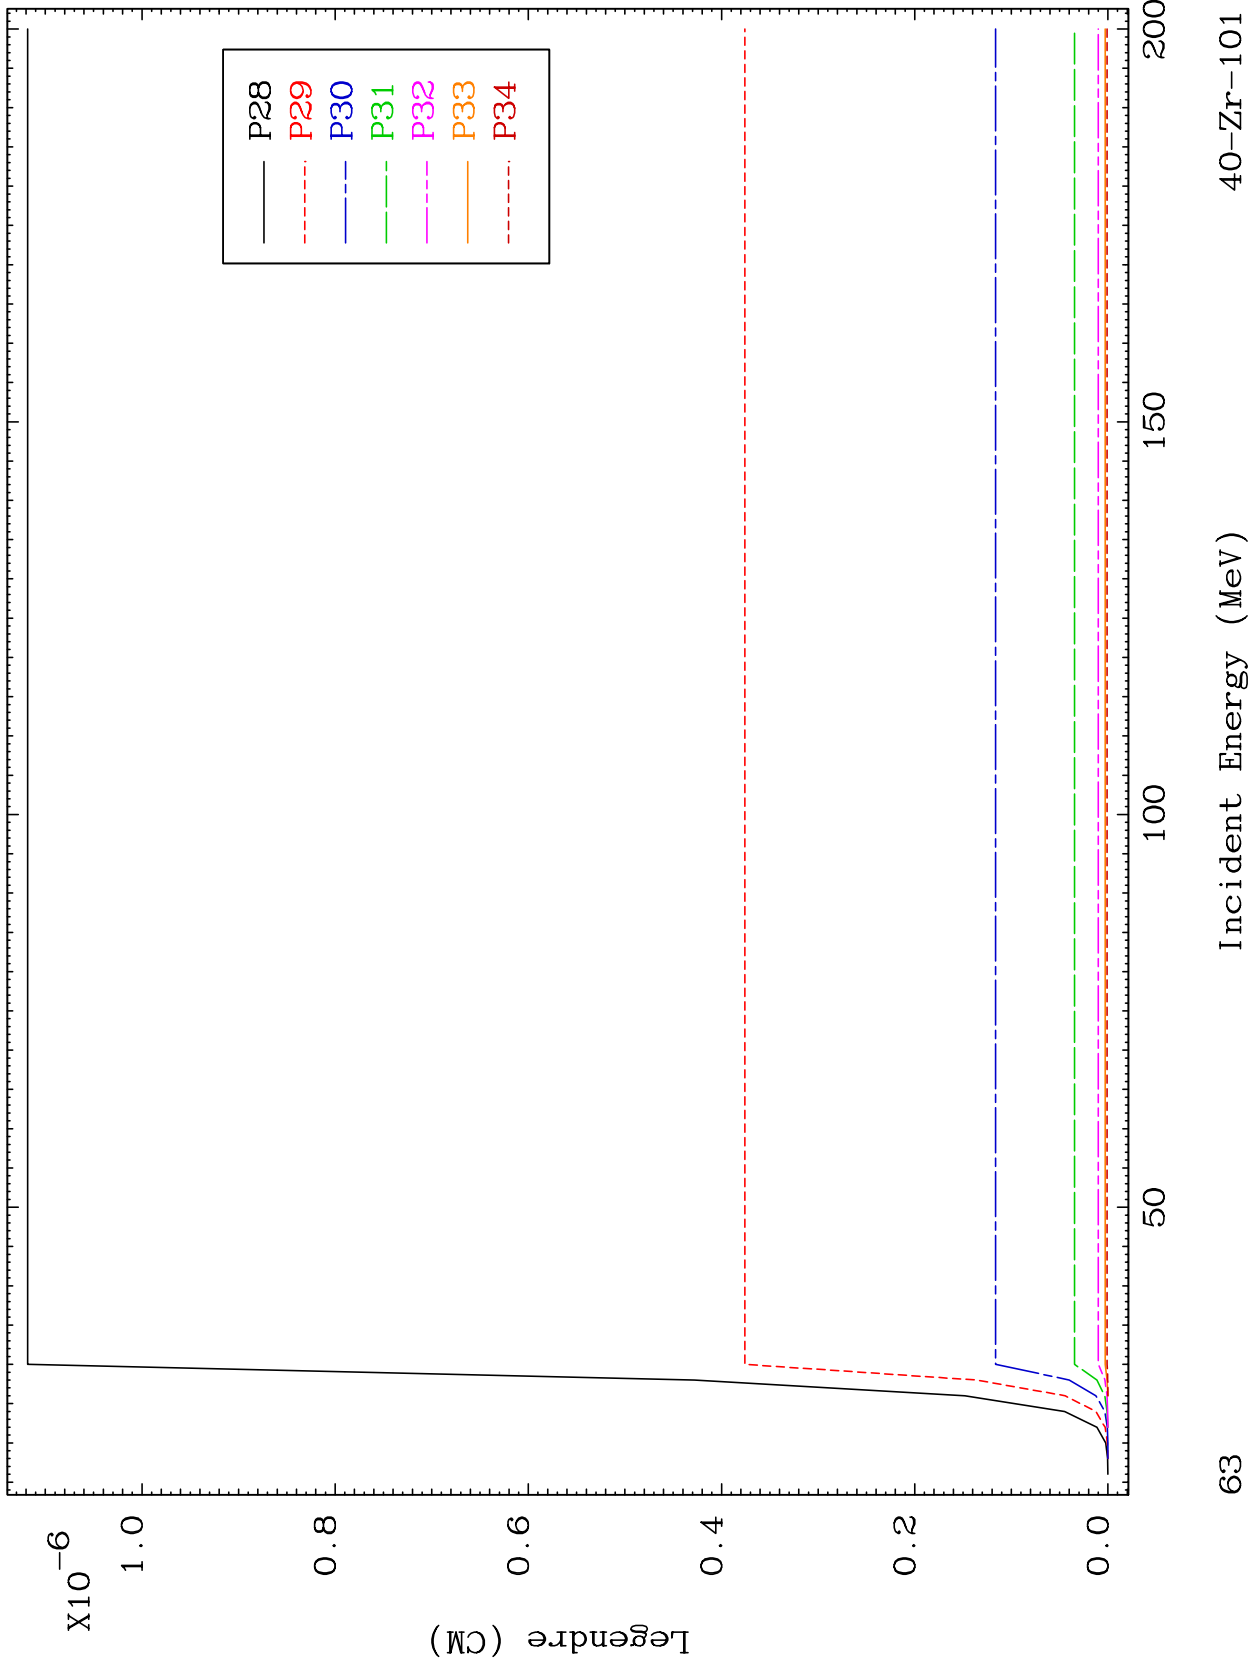 X10-6
1.0
0.8
0.6
0.4
0.2
0.0
Legendre (CM)
P28
P29
P30
P31
P32
P33
P34
50
100
150
200
Incident Energy (MeV)
63
40-Zr-101